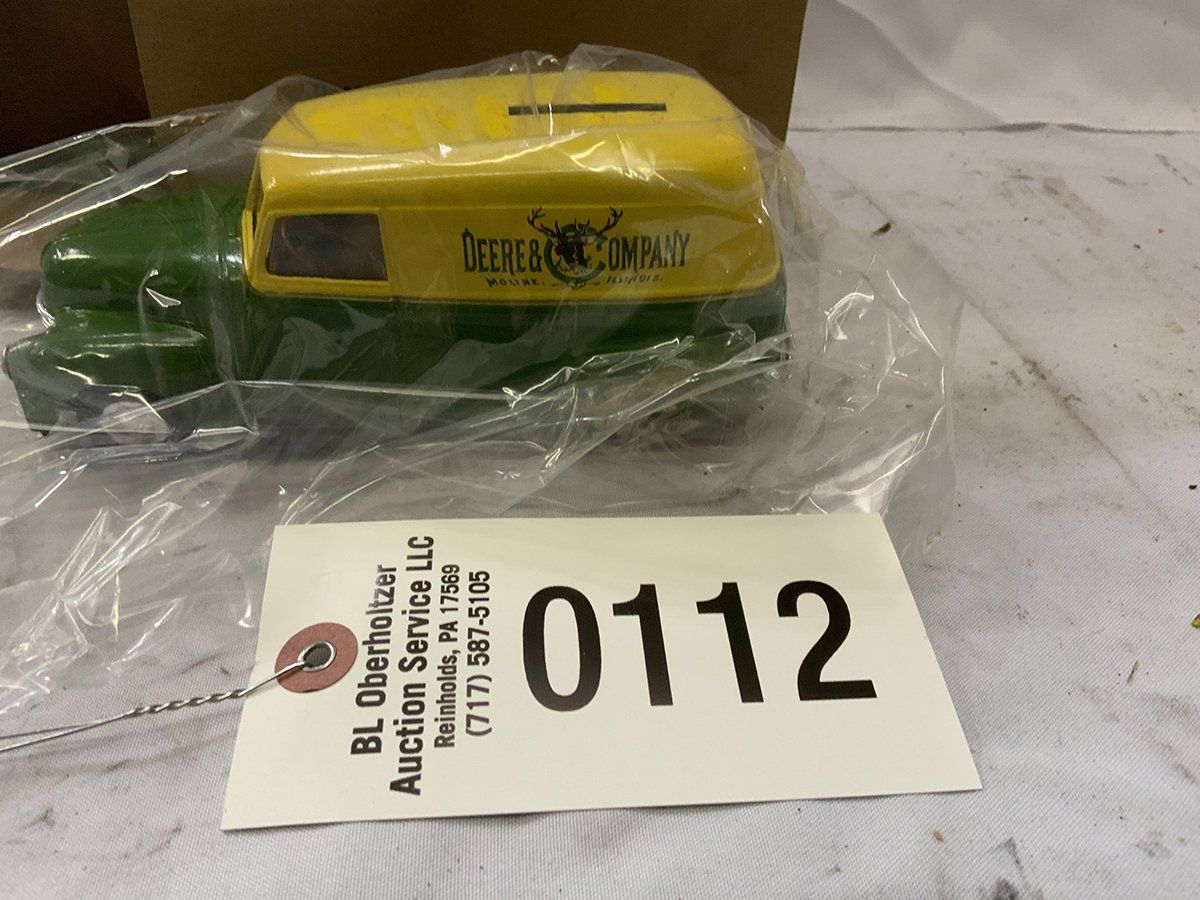 DEERE & COMPANY
MOLINE, ILLINOIS.
BL Oberholtzer
Auction Service LLC
Reinholds, PA 17569
(717) 587-5105
0112